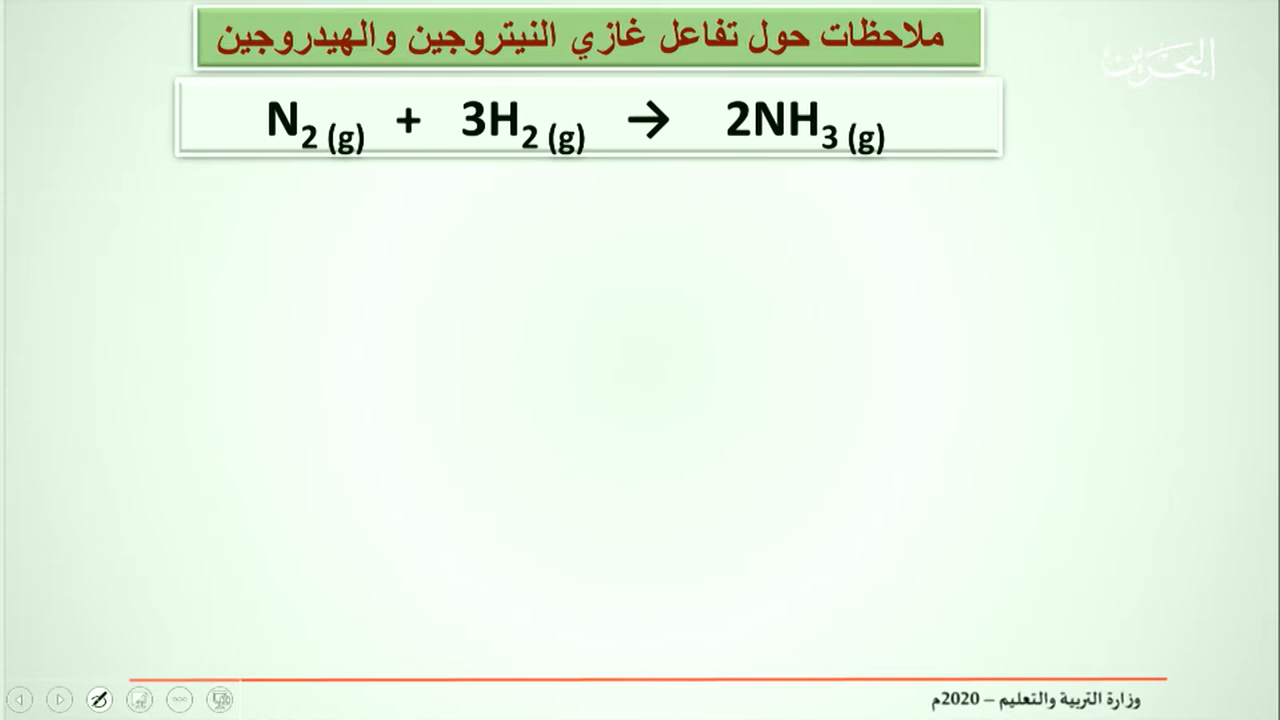 ملاحظات حول تفاعل غازي النيتروجين والهيدروجين
البحرين
N₂ (g) + 3H₂ (g) → 2NH₃ (g)
وزارة التربية والتعليم – 2020م